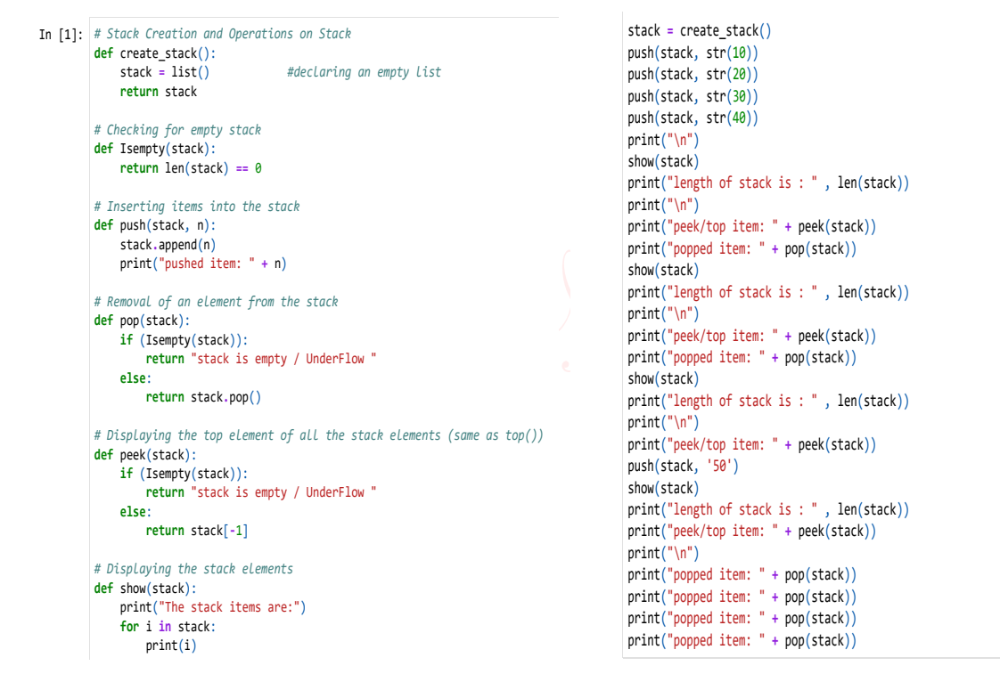 In [1]: # Stack Creation and Operations on Stack
def create_stack():
    stack = list()            #declaring an empty list
    return stack

# Checking for empty stack
def Isempty(stack):
    return len(stack) == 0

# Inserting items into the stack
def push(stack, n):
    stack.append(n)
    print("pushed item: " + n)

# Removal of an element from the stack
def pop(stack):
    if (Isempty(stack)):
        return "stack is empty / UnderFlow "
    else:
        return stack.pop()

# Displaying the top element of all the stack elements (same as top())
def peek(stack):
    if (Isempty(stack)):
        return "stack is empty / UnderFlow "
    else:
        return stack[-1]

# Displaying the stack elements
def show(stack):
    print("The stack items are:")
    for i in stack:
        print(i)

stack = create_stack()
push(stack, str(10))
push(stack, str(20))
push(stack, str(30))
push(stack, str(40))
print("\n")
show(stack)
print("length of stack is : " , len(stack))
print("\n")
print("peek/top item: " + peek(stack))
print("popped item: " + pop(stack))
show(stack)
print("length of stack is : " , len(stack))
print("\n")
print("peek/top item: " + peek(stack))
print("popped item: " + pop(stack))
show(stack)
print("length of stack is : " , len(stack))
print("\n")
print("peek/top item: " + peek(stack))
push(stack, '50')
show(stack)
print("length of stack is : " , len(stack))
print("peek/top item: " + peek(stack))
print("\n")
print("popped item: " + pop(stack))
print("popped item: " + pop(stack))
print("popped item: " + pop(stack))
print("popped item: " + pop(stack))